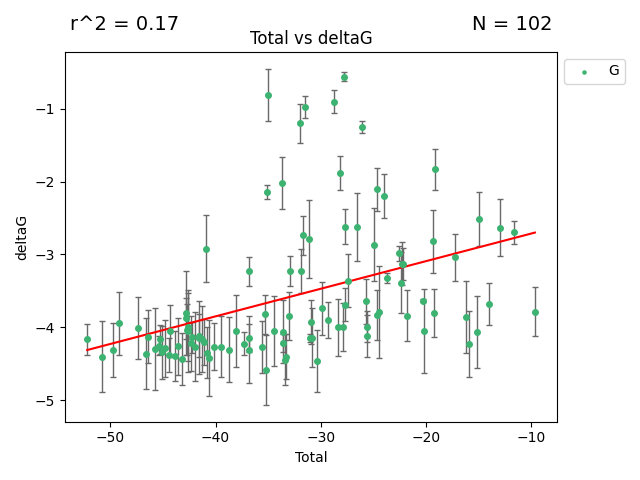 r^2 = 0.17
N = 102
Total vs deltaG
G
deltaG
−1
−2
−3
−4
−5
−50
−40
−30
−20
−10
Total